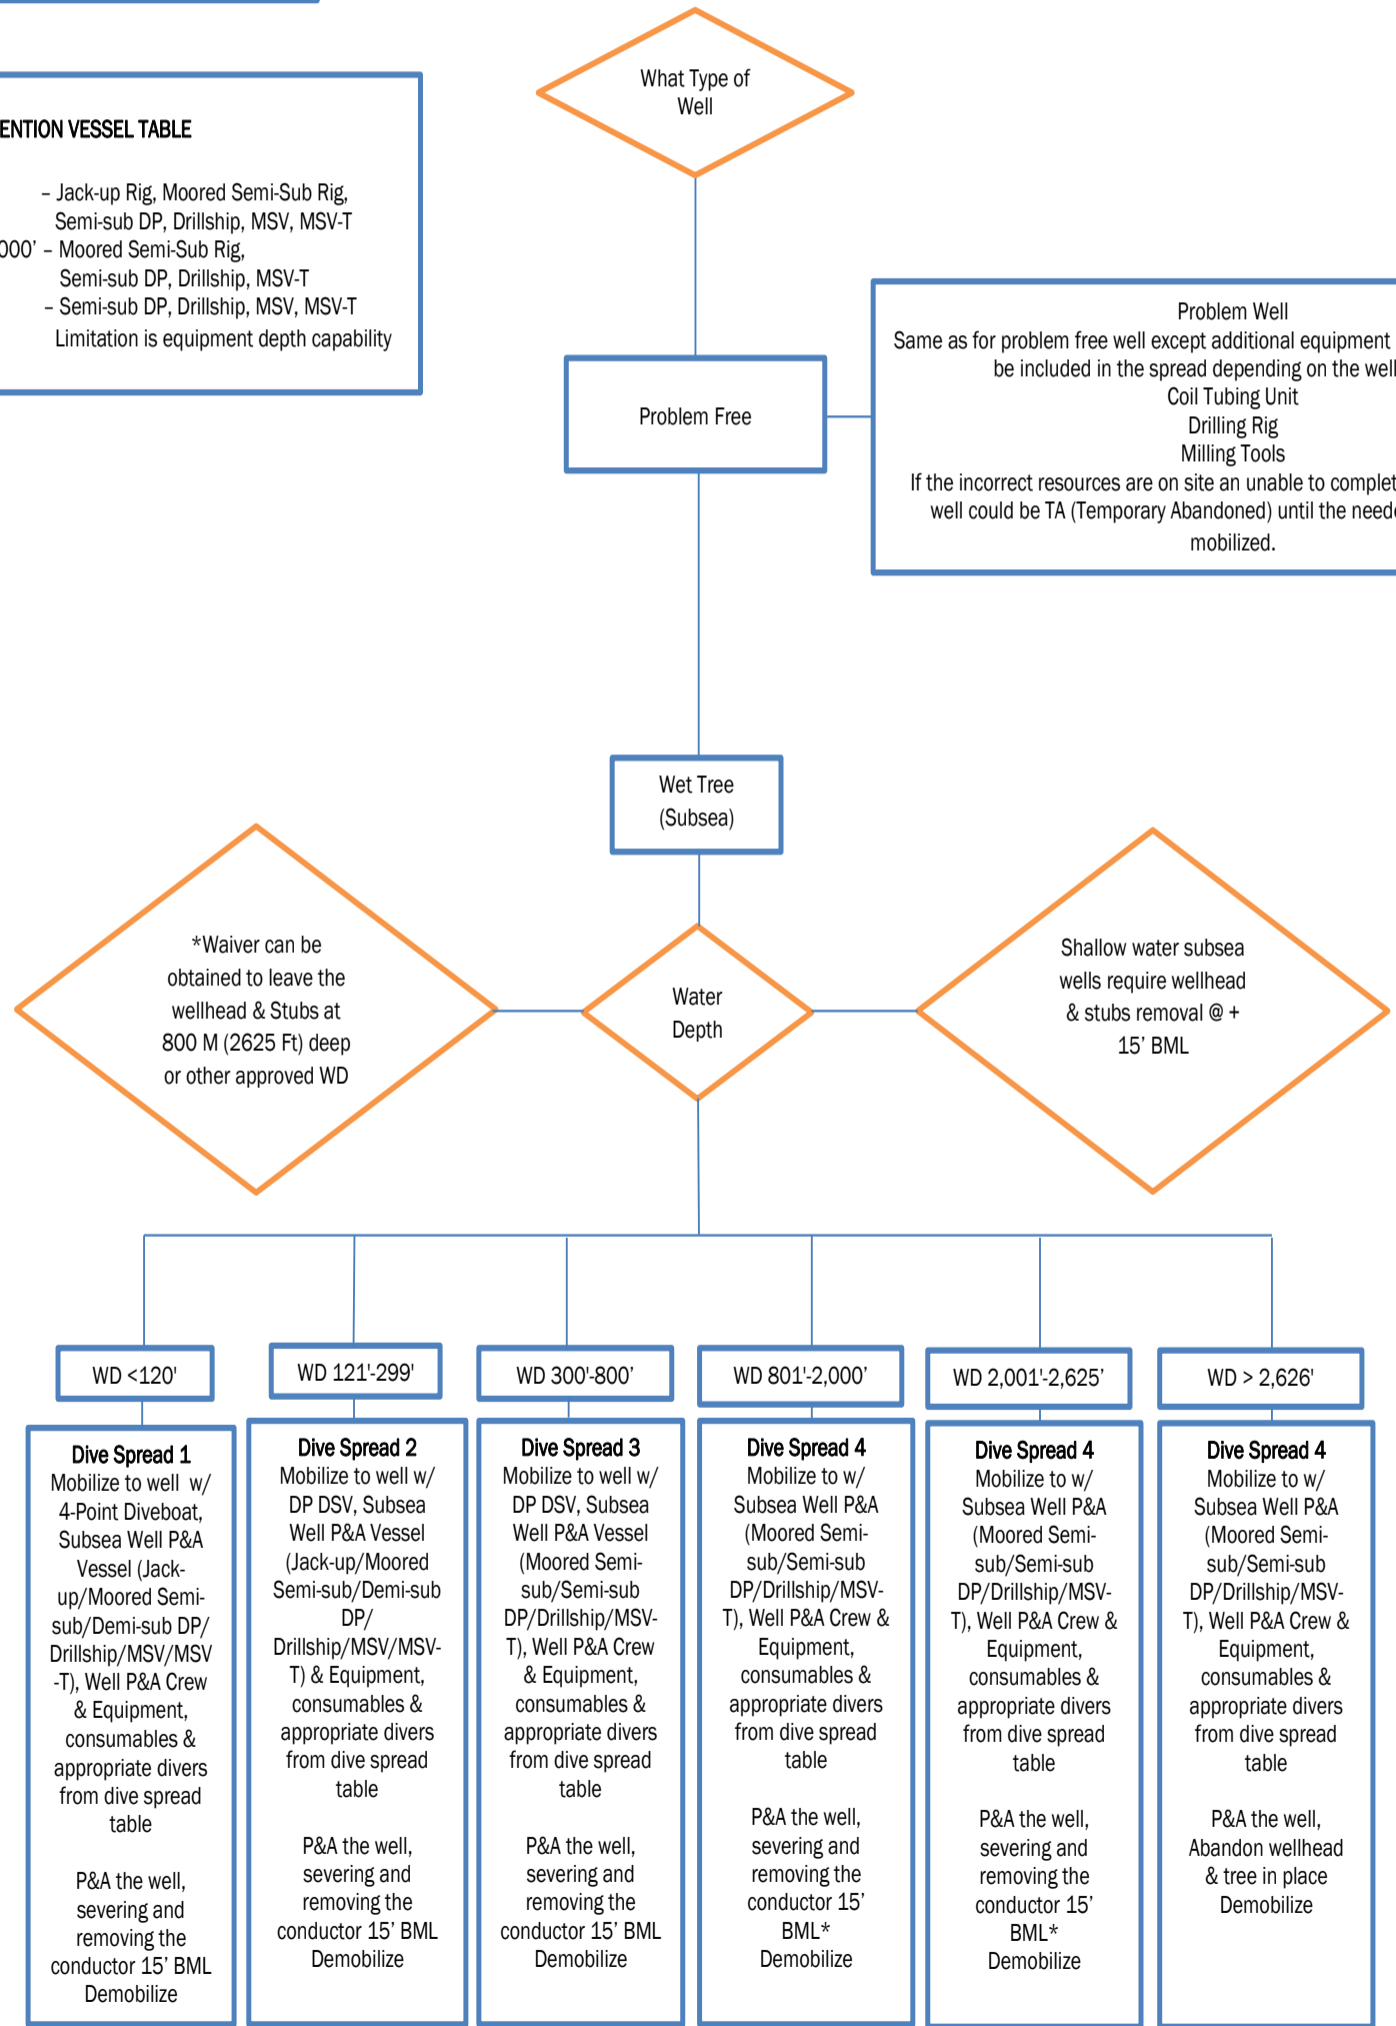 What Type of
Well
ENTION VESSEL TABLE
– Jack-up Rig, Moored Semi-Sub Rig,
Semi-sub DP, Drillship, MSV, MSV-T
000’ – Moored Semi-Sub Rig,
Semi-sub DP, Drillship, MSV-T
– Semi-sub DP, Drillship, MSV, MSV-T
Limitation is equipment depth capability
Problem Free
Problem Well
Same as for problem free well except additional equipment
be included in the spread depending on the well
Coil Tubing Unit
Drilling Rig
Milling Tools
If the incorrect resources are on site an unable to complet
well could be TA (Temporary Abandoned) until the neede
mobilized.
Wet Tree
(Subsea)
*Waiver can be
obtained to leave the
wellhead & Stubs at
800 M (2625 Ft) deep
or other approved WD
Water
Depth
Shallow water subsea
wells require wellhead
& stubs removal @ +
15’ BML
WD <120'
Dive Spread 1
Mobilize to well w/
4-Point Diveboat,
Subsea Well P&A
Vessel (Jack-
up/Moored Semi-
sub/Demi-sub DP/
Drillship/MSV/MSV
-T), Well P&A Crew
& Equipment,
consumables &
appropriate divers
from dive spread
table
P&A the well,
severing and
removing the
conductor 15’ BML
Demobilize
WD 121'-299'
Dive Spread 2
Mobilize to well w/
DP DSV, Subsea
Well P&A Vessel
(Jack-up/Moored
Semi-sub/Demi-sub
DP/
Drillship/MSV/MSV-
T) & Equipment,
consumables &
appropriate divers
from dive spread
table
P&A the well,
severing and
removing the
conductor 15’ BML
Demobilize
WD 300'-800’
Dive Spread 3
Mobilize to well w/
DP DSV, Subsea
Well P&A Vessel
(Moored Semi-
sub/Semi-sub
DP/Drillship/MSV-
T), Well P&A Crew
& Equipment,
consumables &
appropriate divers
from dive spread
table
P&A the well,
severing and
removing the
conductor 15’ BML
Demobilize
WD 801'-2,000’
Dive Spread 4
Mobilize to w/
Subsea Well P&A
(Moored Semi-
sub/Semi-sub
DP/Drillship/MSV-
T), Well P&A Crew &
Equipment,
consumables &
appropriate divers
from dive spread
table
P&A the well,
severing and
removing the
conductor 15’
BML*
Demobilize
WD 2,001'-2,625’
Dive Spread 4
Mobilize to w/
Subsea Well P&A
(Moored Semi-
sub/Semi-sub
DP/Drillship/MSV-
T), Well P&A Crew &
Equipment,
consumables &
appropriate divers
from dive spread
table
P&A the well,
severing and
removing the
conductor 15’
BML*
Demobilize
WD > 2,626'
Dive Spread 4
Mobilize to w/
Subsea Well P&A
(Moored Semi-
sub/Semi-sub
DP/Drillship/MSV-
T), Well P&A Crew &
Equipment,
consumables &
appropriate divers
from dive spread
table
P&A the well,
Abandon wellhead
& tree in place
Demobilize